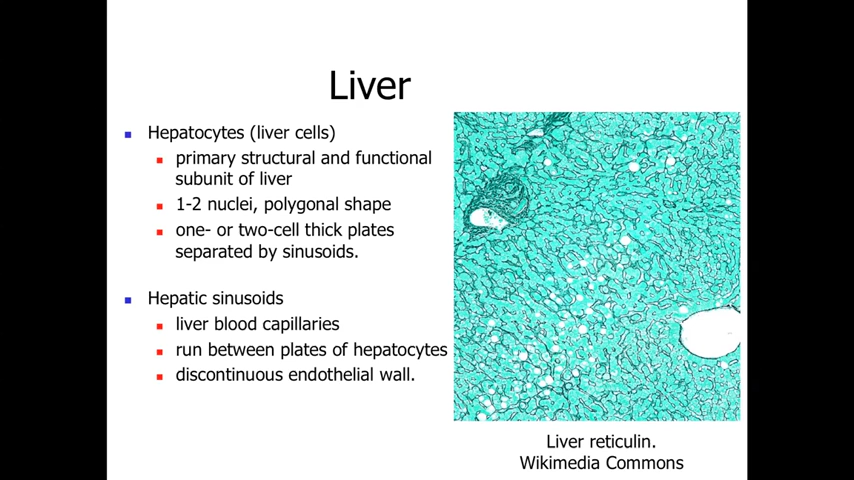 Liver
Hepatocytes (liver cells)
primary structural and functional
subunit of liver
1-2 nuclei, polygonal shape
one- or two-cell thick plates
separated by sinusoids.
Hepatic sinusoids
liver blood capillaries
run between plates of hepatocytes
discontinuous endothelial wall.
Liver reticulin.
Wikimedia Commons